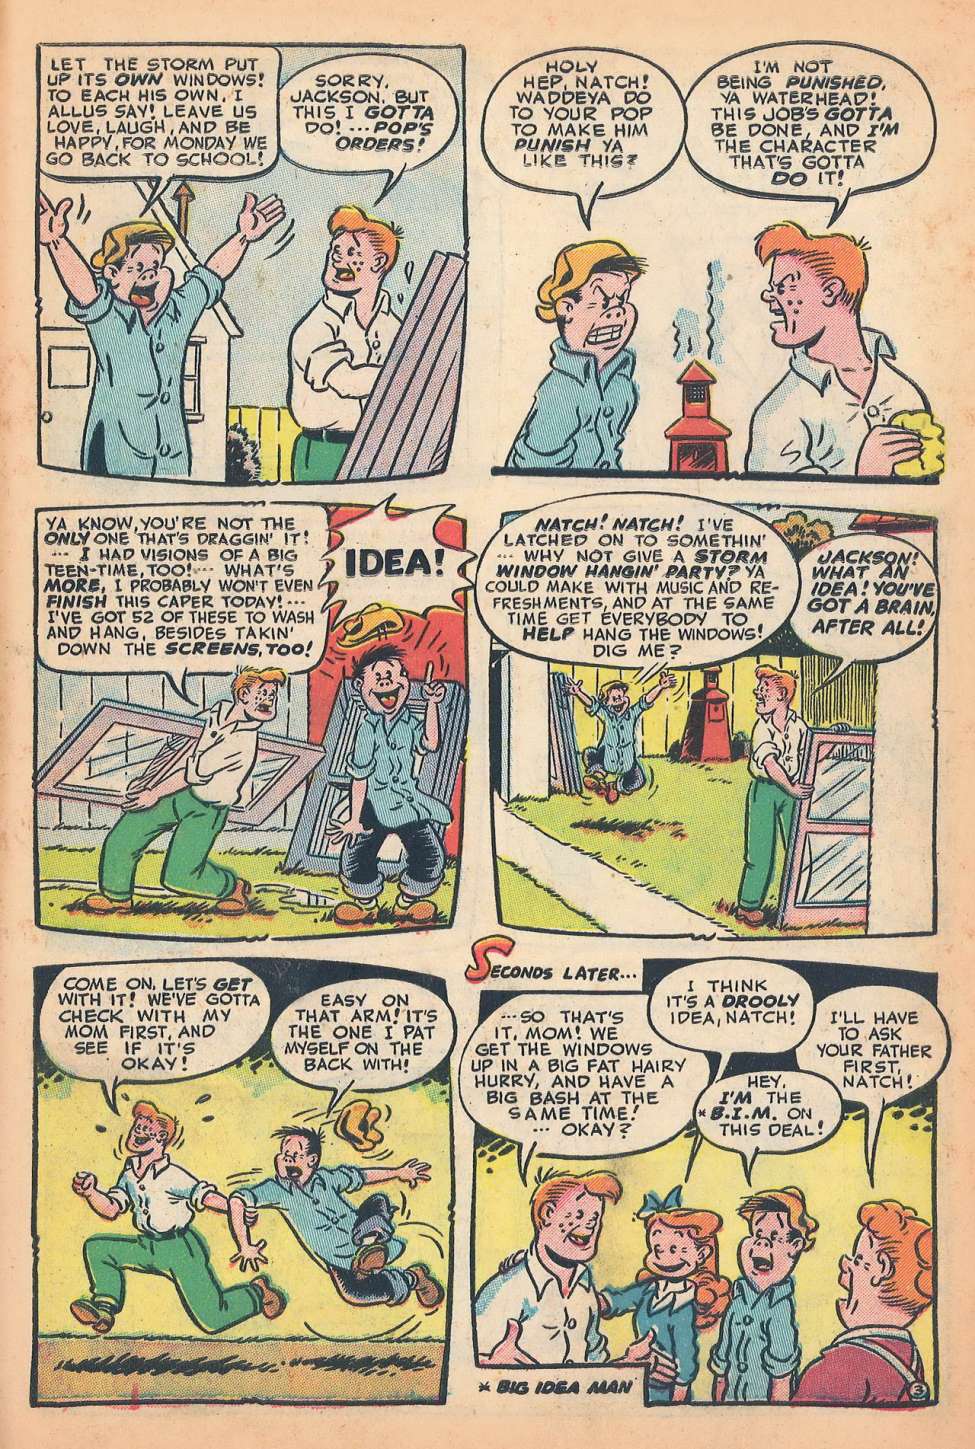 LET THE STORM PUT
UP ITS OWN WINDOWS!
TO EACH HIS OWN, I
ALLUS SAY! LEAVE US
LOVE, LAUGH, AND BE
HAPPY, FOR MONDAY WE
GO BACK TO SCHOOL!
SORRY,
JACKSON, BUT
THIS I GOTTA
DO! ... POP'S
ORDERS!
HOLY
HEP, NATCH!
WADDEYA DO
TO YOUR POP
TO MAKE HIM
PUNISH YA
LIKE THIS?
I'M NOT
BEING PUNISHED,
YA WATERHEAD!
THIS JOB'S GOTTA
BE DONE, AND I'M
THE CHARACTER
THAT'S GOTTA
DO IT!
YA KNOW, YOU'RE NOT THE
ONLY ONE THAT'S DRAGGIN' IT!
... I HAD VISIONS OF A BIG
TEEN-TIME, TOO! ... WHAT'S
MORE, I PROBABLY WON'T EVEN
FINISH THIS CAPER TODAY! ...
I'VE GOT 52 OF THESE TO WASH
AND HANG, BESIDES TAKIN'
DOWN THE SCREENS, TOO!
IDEA!
NATCH! NATCH! I'VE
LATCHED ON TO SOMETHIN'
... WHY NOT GIVE A STORM
WINDOW HANGIN' PARTY? YA
COULD MAKE WITH MUSIC AND RE-
FRESHMENTS, AND AT THE SAME
TIME GET EVERYBODY TO
HELP HANG THE WINDOWS!
DIG ME?
JACKSON!
WHAT AN
IDEA! YOU'VE
GOT A BRAIN,
AFTER ALL!
COME ON, LET'S GET
WITH IT! WE'VE GOTTA
CHECK WITH MY
MOM FIRST, AND
SEE IF IT'S
OKAY!
EASY ON
THAT ARM! IT'S
THE ONE I PAT
MYSELF ON THE
BACK WITH!
SECONDS LATER...
...SO THAT'S
IT, MOM! WE
GET THE WINDOWS
UP IN A BIG FAT HAIRY
HURRY, AND HAVE A
BIG BASH AT THE
SAME TIME!
... OKAY?
I THINK
IT'S A DROOLY
IDEA, NATCH!
HEY,
I'M THE
*B.I.M. ON
THIS DEAL!
I'LL HAVE
TO ASK
YOUR FATHER
FIRST,
NATCH!
* BIG IDEA MAN
3